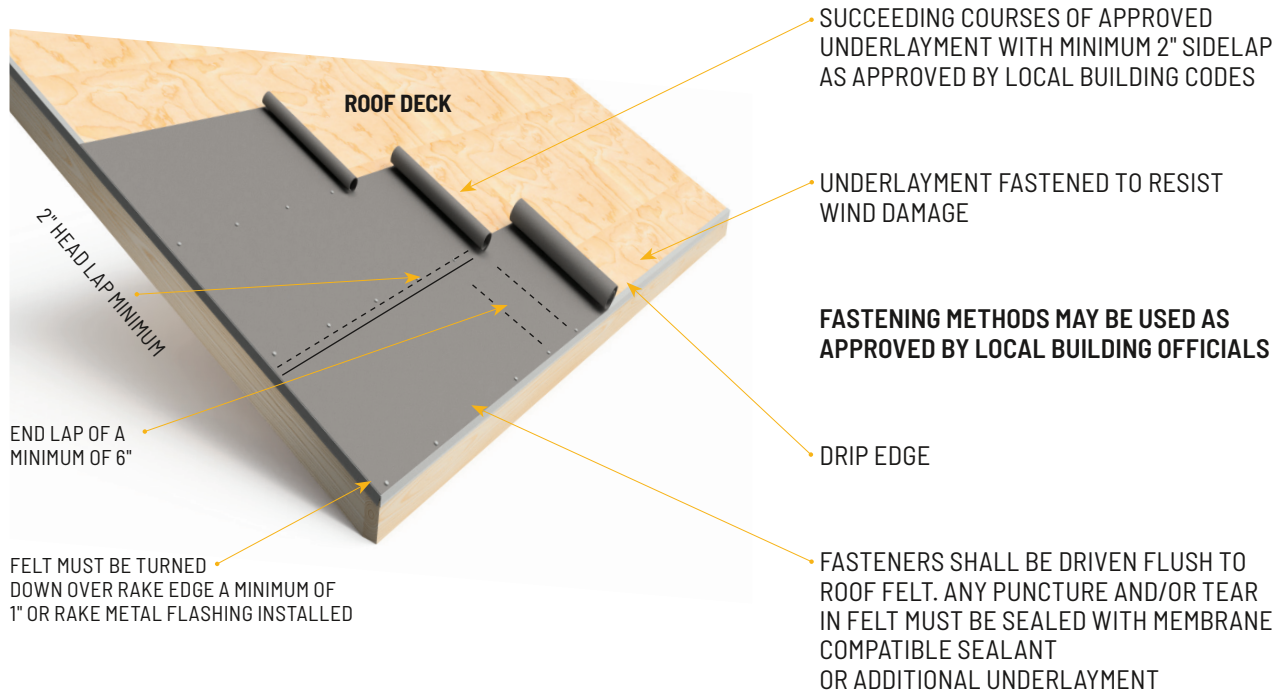 SUCCEEDING COURSES OF APPROVED
UNDERLAYMENT WITH MINIMUM 2" SIDELAP
AS APPROVED BY LOCAL BUILDING CODES
ROOF DECK
UNDERLAYMENT FASTENED TO RESIST
WIND DAMAGE
2" HEAD LAP MINIMUM
FASTENING METHODS MAY BE USED AS
APPROVED BY LOCAL BUILDING OFFICIALS
END LAP OF A
MINIMUM OF 6"
DRIP EDGE
FELT MUST BE TURNED
DOWN OVER RAKE EDGE A MINIMUM OF
1" OR RAKE METAL FLASHING INSTALLED
FASTENERS SHALL BE DRIVEN FLUSH TO
ROOF FELT. ANY PUNCTURE AND/OR TEAR
IN FELT MUST BE SEALED WITH MEMBRANE
COMPATIBLE SEALANT
OR ADDITIONAL UNDERLAYMENT